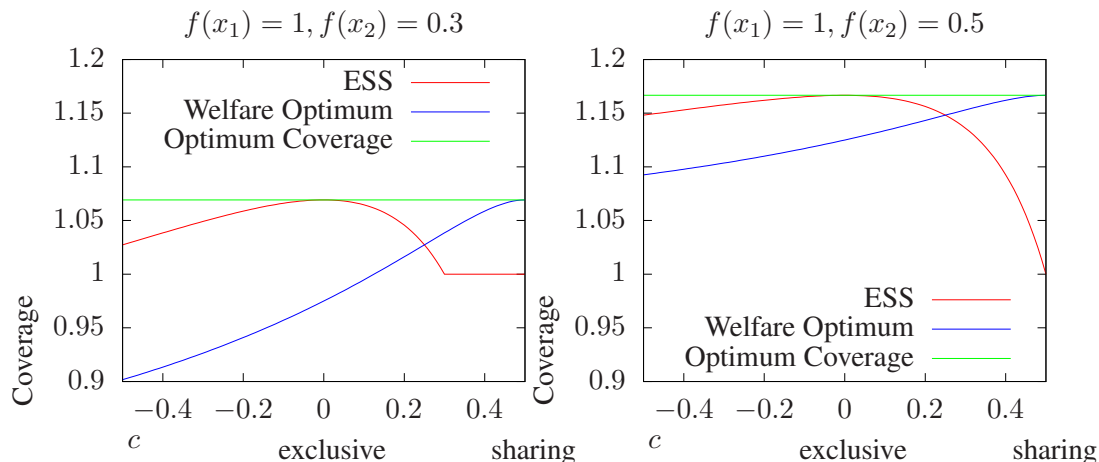 f(x₁) = 1, f(x₂) = 0.3
1.2
1.15
1.1
1.05
1
0.95
0.9
Coverage
ESS
Welfare Optimum
Optimum Coverage
−0.4 −0.2 0 0.2 0.4
c exclusive sharing
f(x₁) = 1, f(x₂) = 0.5
1.2
1.15
1.1
1.05
1
0.95
0.9
Coverage
ESS
Welfare Optimum
Optimum Coverage
−0.4 −0.2 0 0.2 0.4
c exclusive sharing